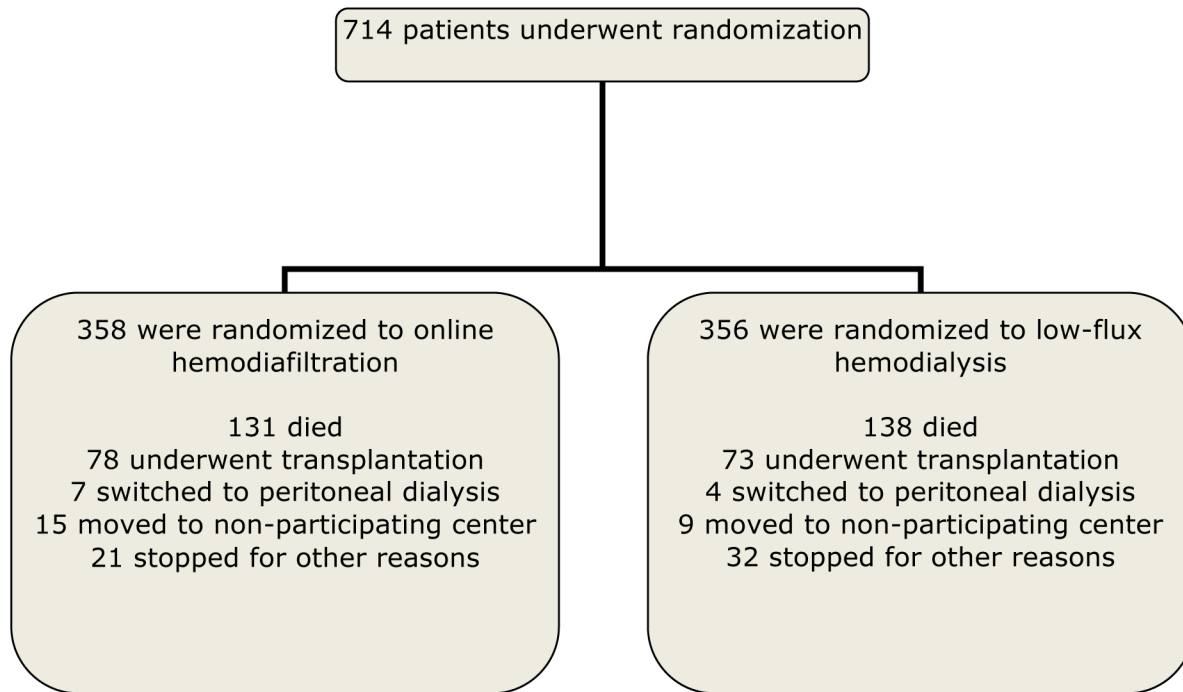 714 patients underwent randomization
358 were randomized to online
hemodiafiltration
131 died
78 underwent transplantation
7 switched to peritoneal dialysis
15 moved to non-participating center
21 stopped for other reasons
356 were randomized to low-flux
hemodialysis
138 died
73 underwent transplantation
4 switched to peritoneal dialysis
9 moved to non-participating center
32 stopped for other reasons